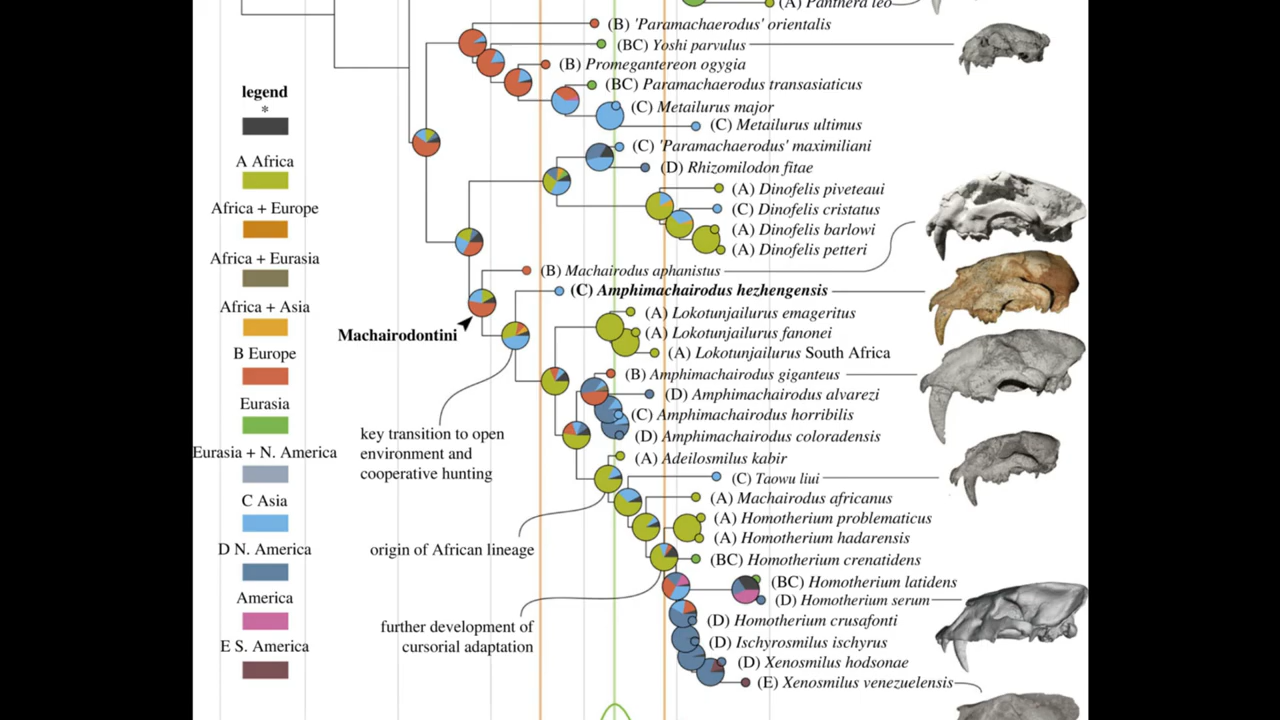 (A) Panthera leo
(B) 'Paramachaerodus' orientalis
(BC) Yoshi parvulus
(B) Promegantereon ogygia
(BC) Paramachaerodus transasiaticus
(C) Metailurus major
(C) Metailurus ultimus
(C) 'Paramachaerodus' maximiliani
(D) Rhizomilodon fitae
(A) Dinofelis piveteaui
(C) Dinofelis cristatus
(A) Dinofelis barlowi
(A) Dinofelis petteri
(B) Machairodus aphanistus
(C) Amphimachairodus hezhengensis
(A) Lokotunjailurus emageritus
(A) Lokotunjailurus fanonei
(A) Lokotunjailurus South Africa
(B) Amphimachairodus giganteus
(D) Amphimachairodus alvarezi
(C) Amphimachairodus horribilis
(D) Amphimachairodus coloradensis
(A) Adeilosmilus kabir
(C) Taowu liui
(A) Machairodus africanus
(A) Homotherium problematicus
(A) Homotherium hadarensis
(BC) Homotherium crenatidens
(BC) Homotherium latidens
(D) Homotherium serum
(D) Homotherium crusafonti
(D) Ischyrosmilus ischyrus
(D) Xenosmilus hodsonae
(E) Xenosmilus venezuelensis
legend
*
A Africa
Africa + Europe
Africa + Eurasia
Africa + Asia
B Europe
Eurasia
Eurasia + N. America
C Asia
D N. America
America
E S. America
Machairodontini
key transition to open
environment and
cooperative hunting
origin of African lineage
further development of
cursorial adaptation